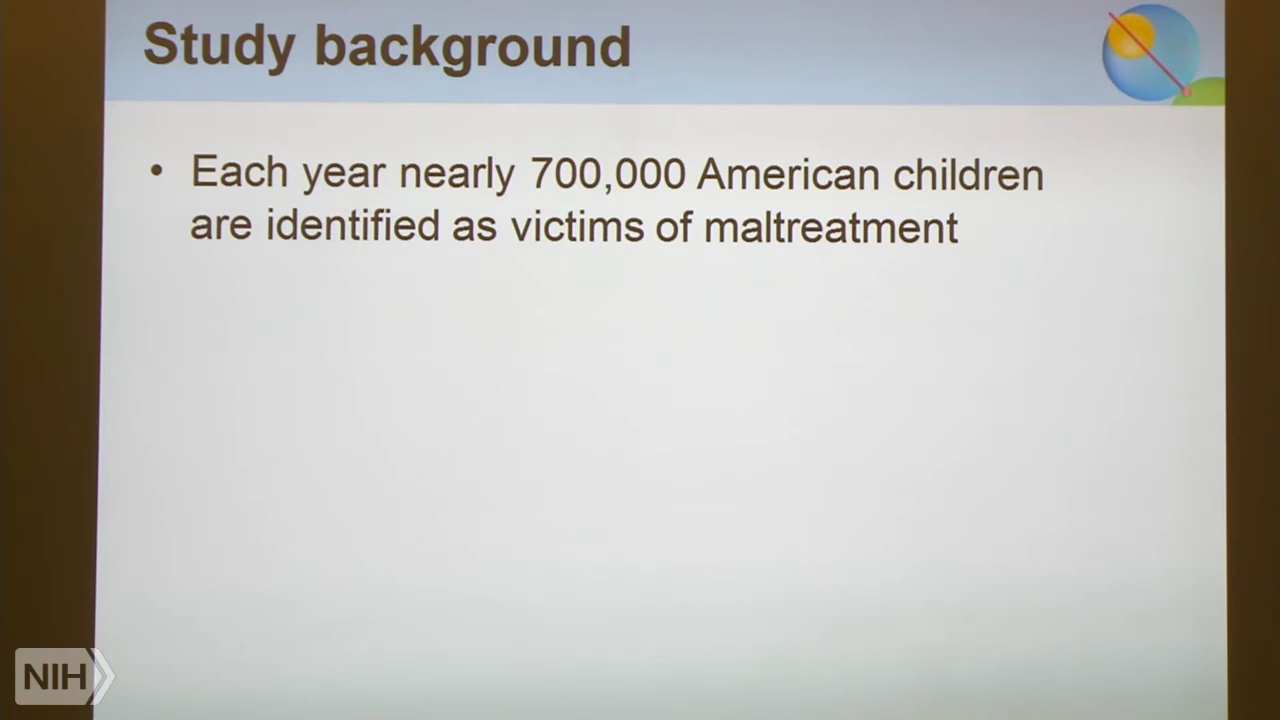 Study background
• Each year nearly 700,000 American children
are identified as victims of maltreatment
NIH